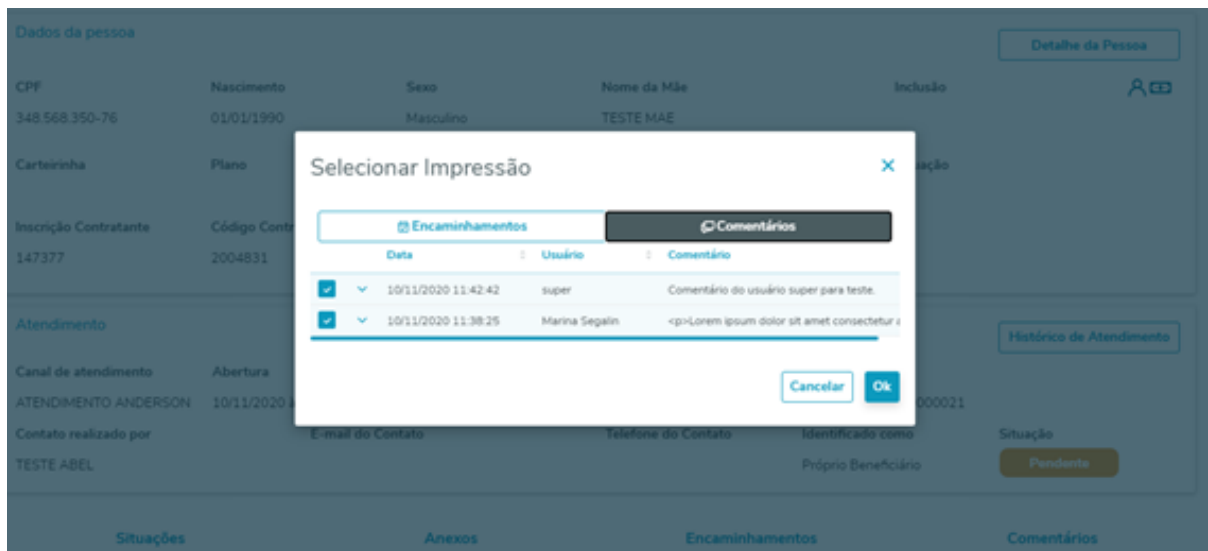 Dados da pessoa
Detalhe da Pessoa
CPF Nascimento Sexo Nome da Mãe Inclusão
348.568.350-76 01/01/1990 Masculino TESTE MAE
Selecionar Impressão
Carteirinha Plano
Encaminhamentos Comentários
Inscrição Contratante Código Contr
Data Usuário Comentário
147377 2004831
10/11/2020 11:42:42 super Comentário do usuário super para teste.
10/11/2020 11:38:25 Marina Segalin <p>Lorem ipsum dolor sit amet consectetur a
Atendimento
Histórico de Atendimento
Canal de atendimento Abertura
Cancelar Ok
ATENDIMENTO ANDERSON 10/11/2020 000021
Contato realizado por E-mail do Contato Telefone do Contato Identificado como Situação
TESTE ABEL Próprio Beneficiário Pendente
Situações Anexos Encaminhamentos Comentários